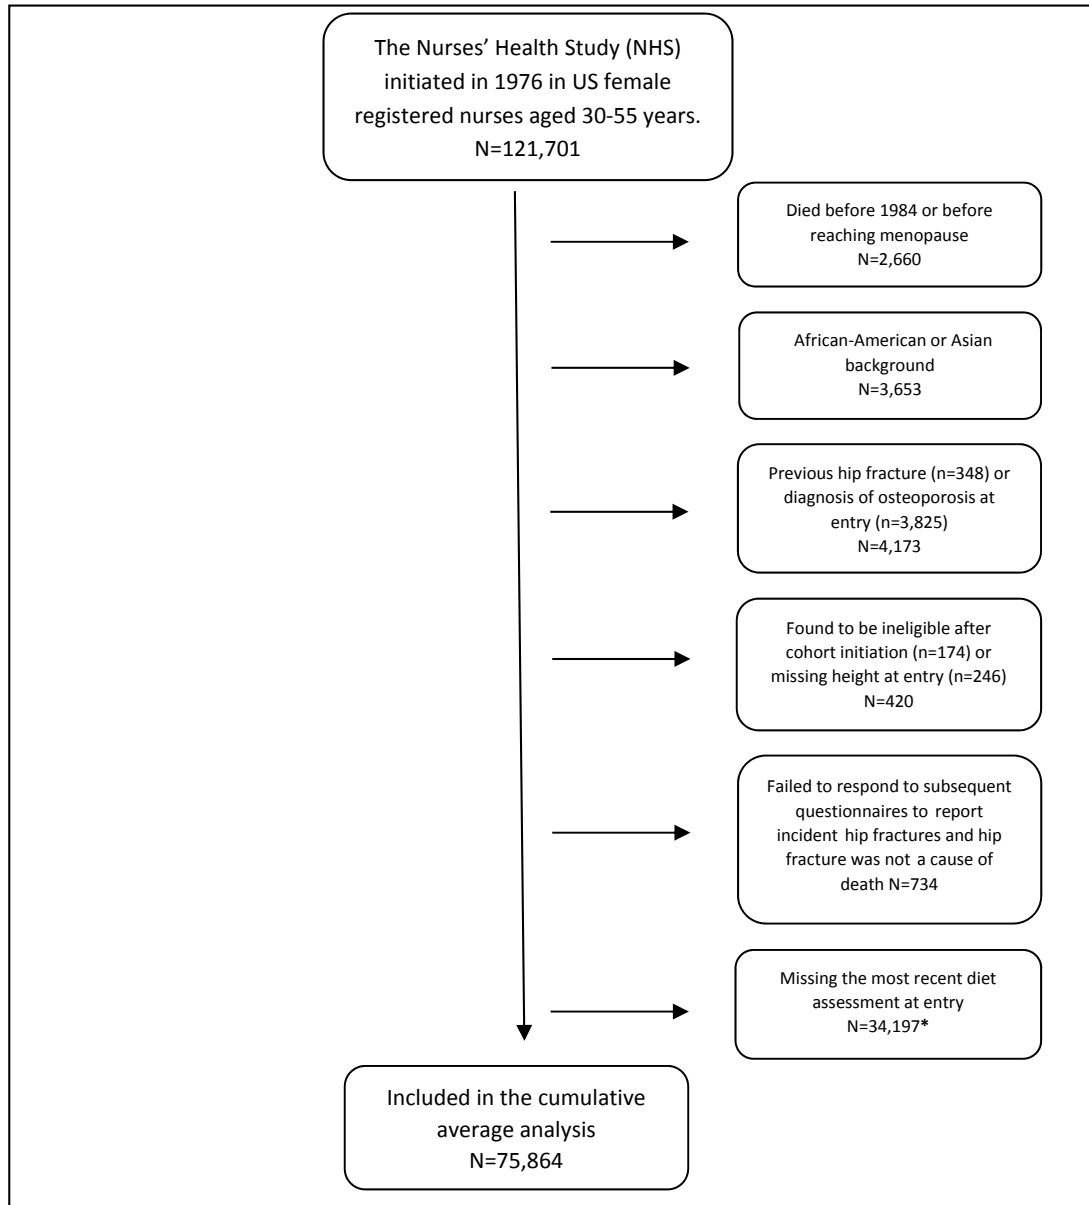 The Nurses’ Health Study (NHS)
initiated in 1976 in US female
registered nurses aged 30-55 years.
N=121,701
Died before 1984 or before
reaching menopause
N=2,660
African-American or Asian
background
N=3,653
Previous hip fracture (n=348) or
diagnosis of osteoporosis at
entry (n=3,825)
N=4,173
Found to be ineligible after
cohort initiation (n=174) or
missing height at entry (n=246)
N=420
Failed to respond to subsequent
questionnaires to report
incident hip fractures and hip
fracture was not a cause of
death N=734
Missing the most recent diet
assessment at entry
N=34,197*
Included in the cumulative
average analysis
N=75,864